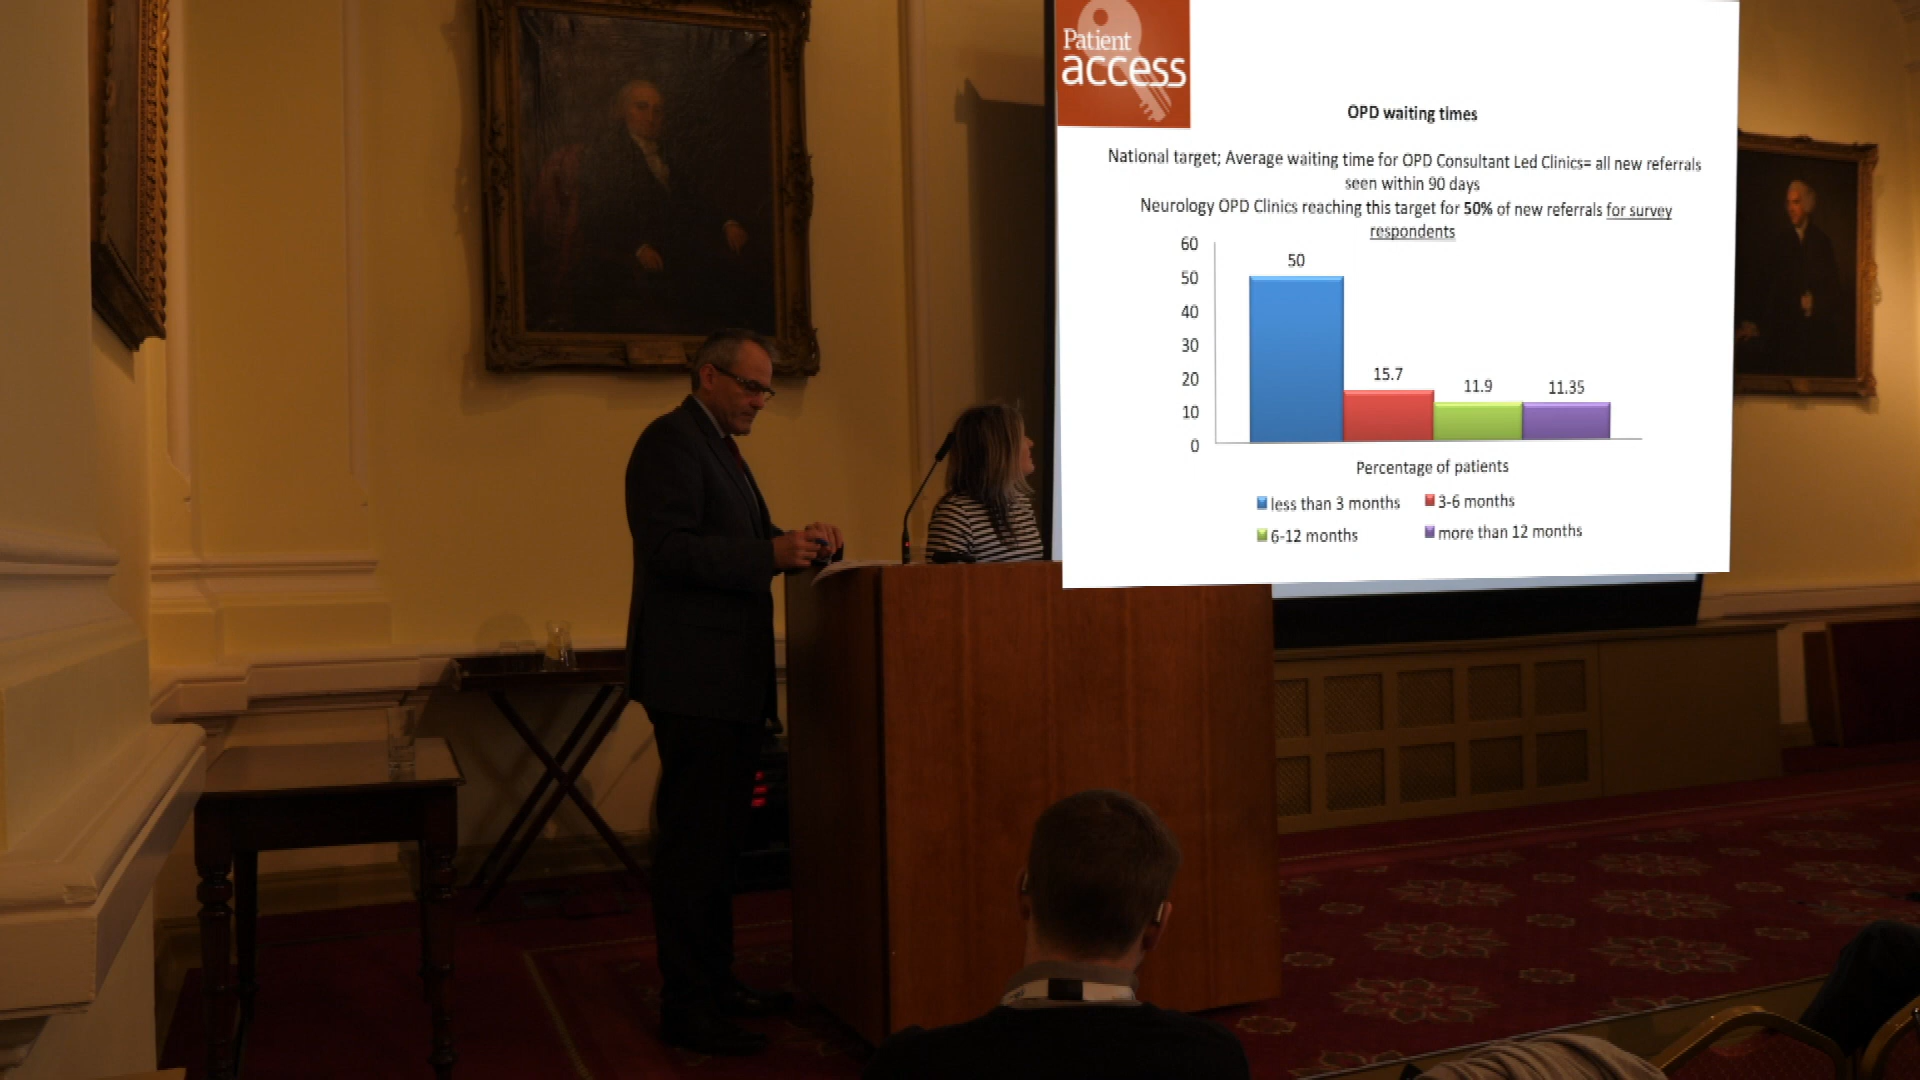 Patient
access
OPD waiting times
National target; Average waiting time for OPD Consultant Led Clinics= all new referrals
seen within 90 days
Neurology OPD Clinics reaching this target for 50% of new referrals for survey
respondents
60
50
40
30
20
10
0
50
15.7
11.9
11.35
Percentage of patients
less than 3 months
3-6 months
6-12 months
more than 12 months